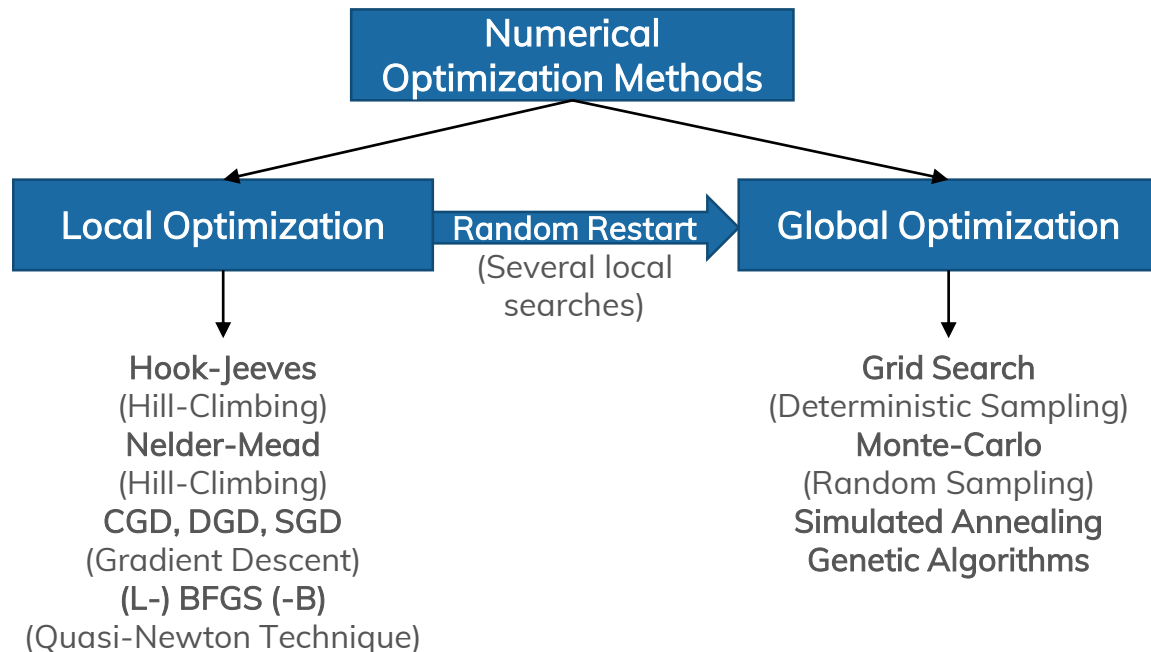 Numerical
Optimization Methods
Local Optimization
Random Restart
(Several local
searches)
Global Optimization
Hook-Jeeves
(Hill-Climbing)
Nelder-Mead
(Hill-Climbing)
CGD, DGD, SGD
(Gradient Descent)
(L-) BFGS (-B)
(Quasi-Newton Technique)
Grid Search
(Deterministic Sampling)
Monte-Carlo
(Random Sampling)
Simulated Annealing
Genetic Algorithms